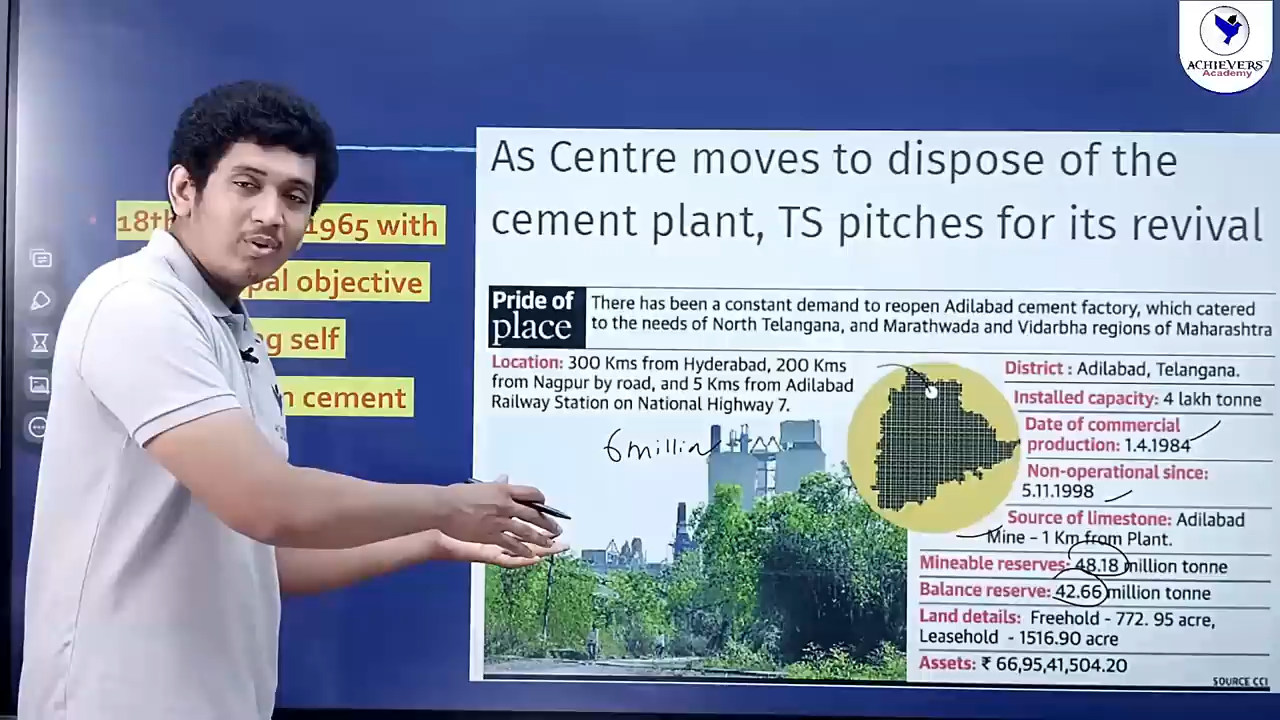 ACHIEVERS
Academy
As Centre moves to dispose of the
cement plant, TS pitches for its revival
1965 with
objective
self
cement
Pride of
place
There has been a constant demand to reopen Adilabad cement factory, which catered
to the needs of North Telangana, and Marathwada and Vidarbha regions of Maharashtra
Location: 300 Kms from Hyderabad, 200 Kms
from Nagpur by road, and 5 Kms from Adilabad
Railway Station on National Highway 7.
6 million
District : Adilabad, Telangana.
Installed capacity: 4 lakh tonne
Date of commercial
production: 1.4.1984
Non-operational since:
5.11.1998
Source of limestone: Adilabad
Mine – 1 Km from Plant.
Mineable reserves: 48.18 million tonne
Balance reserve: 42.66 million tonne
Land details: Freehold - 772. 95 acre,
Leasehold - 1516.90 acre
Assets: ₹ 66,95,41,504.20
SOURCE CCI